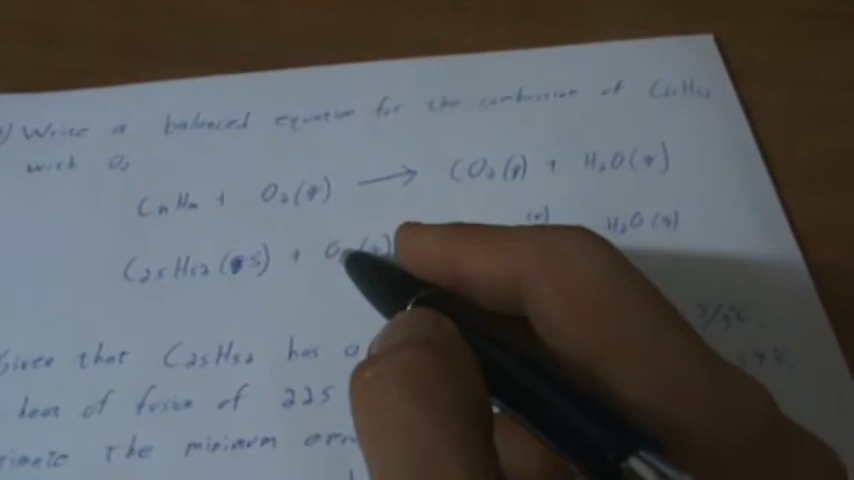 Write a balanced equation for the combustion of C25H52
with O2
CnHm + O2(g) → CO2(g) + H2O(g)
C25H52(s) + O2(g) H2O(g)
Given that C25H52 has a
heat of fusion of 225 J/g°C
the minimum